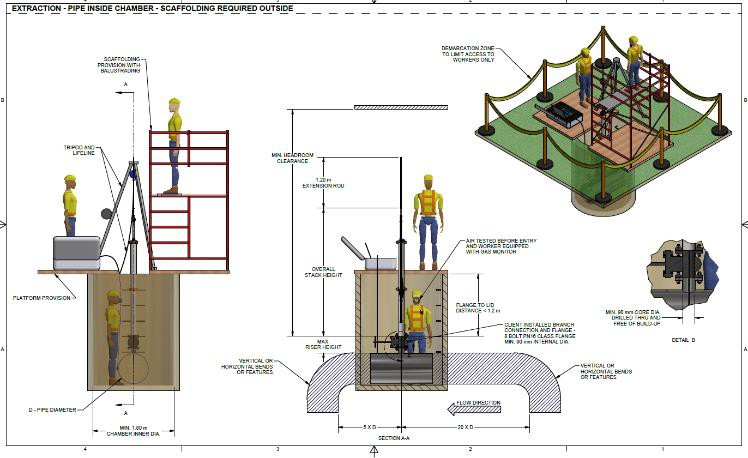 EXTRACTION - PIPE INSIDE CHAMBER - SCAFFOLDING REQUIRED OUTSIDE
4
2
1
B
B
SCAFFOLDING
PROVISION WITH
BALUSTRADING
A
TRIPOD AND
LIFELINE
PLATFORM PROVISION
D - PIPE DIAMETER
A
MIN. 1.80 m
CHAMBER INNER DIA.
MIN. HEADROOM
CLEARANCE
1.20 m
EXTENSION ROD
OVERALL
STACK HEIGHT
MAX.
RISER HEIGHT
AIR TESTED BEFORE ENTRY
AND WORKER EQUIPPED
WITH GAS MONITOR
FLANGE TO LID
DISTANCE < 1.2 m
CLIENT INSTALLED BRANCH
CONNECTION AND FLANGE -
8 BOLT PN16 CLASS FLANGE
MIN. 90 mm INTERNAL DIA.
VERTICAL OR
HORIZONTAL BENDS
OR FEATURES
VERTICAL OR
HORIZONTAL BENDS
OR FEATURES
FLOW DIRECTION
5 X D
20 X D
SECTION A-A
DEMARCATION ZONE
TO LIMIT ACCESS TO
WORKERS ONLY
MIN. 90 mm CORE DIA.
DRILLED THRU AND
FREE OF BUILD-UP
DETAIL B
A
A
4
3
2
1